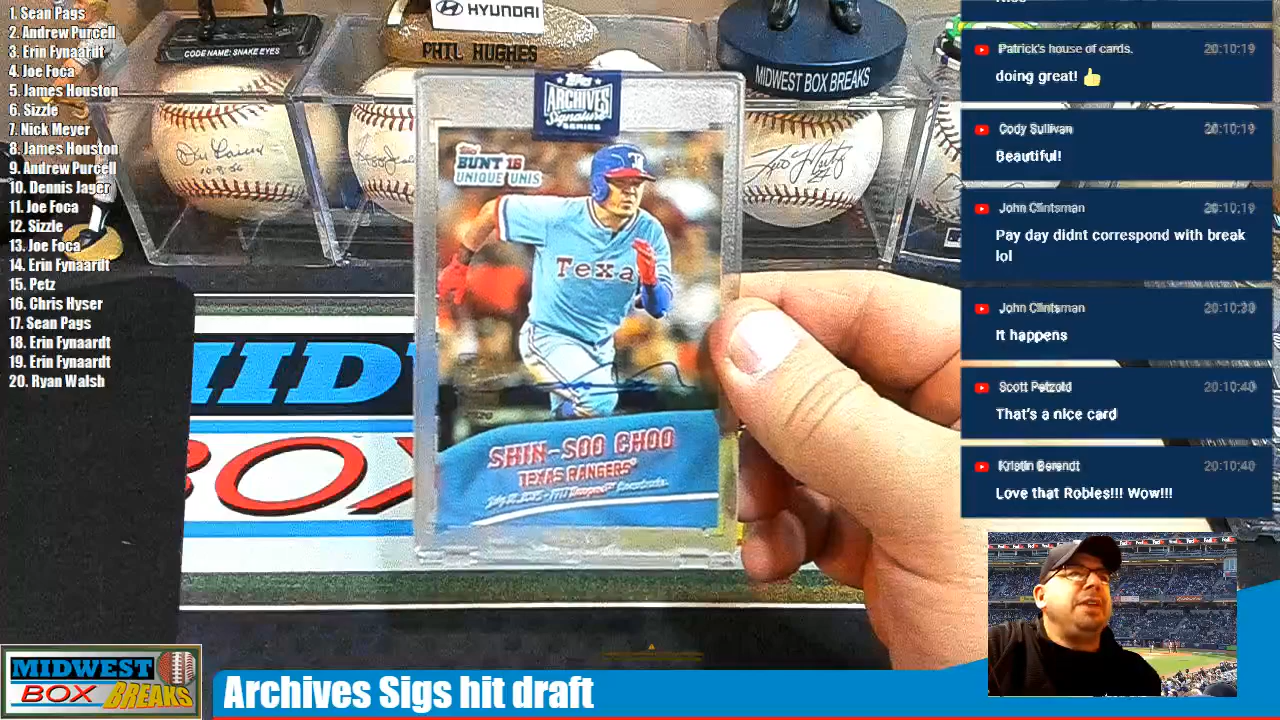 1. Sean Pags
2. Andrew Purcell
3. Erin Fynaardt
4. Joe Foca
5. James Houston
6. Sizzle
7. Nick Meyer
8. James Houston
9. Andrew Purcell
10. Dennis Jager
11. Joe Foca
12. Sizzle
13. Joe Foca
14. Erin Fynaardt
15. Petz
16. Chris Hyser
17. Sean Pags
18. Erin Fynaardt
19. Erin Fynaardt
20. Ryan Walsh
CODE NAME: SNAKE EYES
HYUNDAI
PHIL HUGHES
MIDWEST BOX BREAKS
Topps
ARCHIVES
Signature
SERIES
Topps
BUNT 16
UNIQUE UNIS
Texa
SHIN-SOO CHOO
TEXAS RANGERS
MID
BOX
Patrick's house of cards. 20:10:19
doing great! 👍
Cody Sullivan 20:10:19
Beautiful!
John Clintsman 20:10:19
Pay day didnt correspond with break
lol
John Clintsman 20:10:30
It happens
Scott Petzold 20:10:40
That's a nice card
Kristin Berendt 20:10:40
Love that Robles!!! Wow!!!
MIDWEST
BOX BREAKS
Archives Sigs hit draft